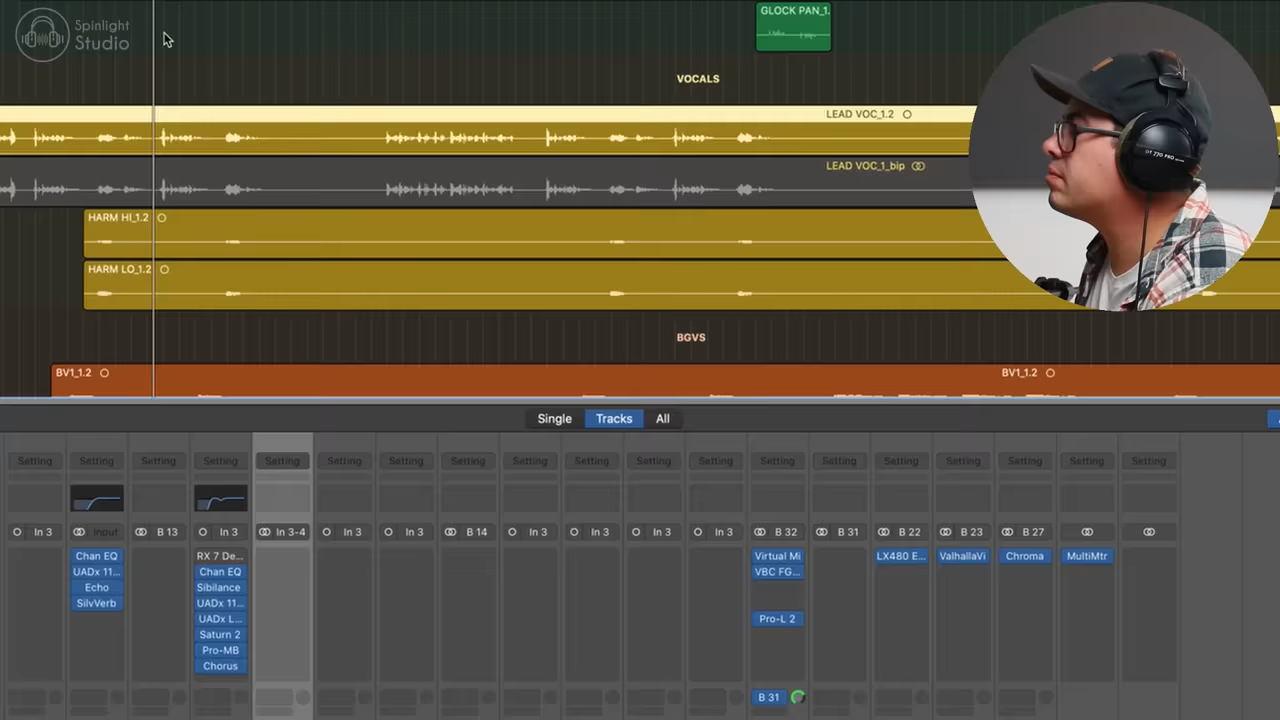 Spinlight
Studio
GLOCK PAN_1.
VOCALS
LEAD VOC_1.2
LEAD VOC_1_bip
HARM HI_1.2
HARM LO_1.2
BGVS
BV1_1.2
BV1_1.2
DT 770 PRO
Single Tracks All
Setting Setting Setting Setting Setting Setting Setting Setting Setting Setting Setting Setting Setting Setting Setting Setting Setting Setting Setting
In 3 Input B 13 In 3 In 3-4 In 3 In 3 B 14 In 3 In 3 In 3 In 3 B 32 B 31 B 22 B 23 B 27
Chan EQ RX 7 De... Virtual Mi LX480 E... ValhallaVi Chroma MultiMtr
UADx 11... Chan EQ VBC FG...
Echo Sibilance
SilvVerb UADx 11...
UADx L... Pro-L 2
Saturn 2
Pro-MB
Chorus
B 31